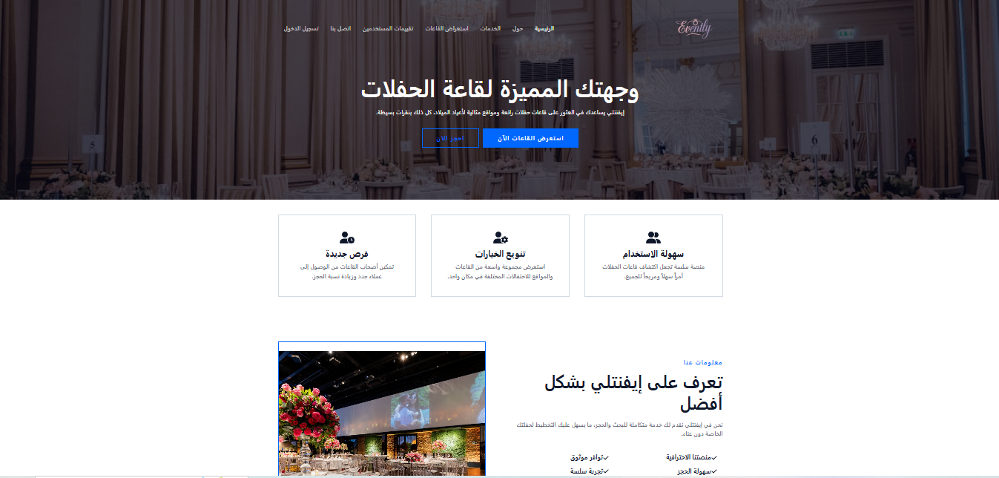 Evently
الرئيسية
حول
الخدمات
استعراض القاعات
تقييمات المستخدمين
اتصل بنا
تسجيل الدخول
وجهتك المميزة لقاعة الحفلات
إيفنتلي يساعدك في العثور على قاعات حفلات رائعة ومواقع مثالية لأعياد الميلاد، كل ذلك بنقرات بسيطة.
استعرض القاعات الآن
احجز الان
6
5
سهولة الاستخدام
منصة سلسة تجعل اكتشاف قاعات الحفلات
أمراً سهلاً ومريحاً للجميع.
تنويع الخيارات
استعرض مجموعة واسعة من القاعات
والمواقع للاحتفالات المختلفة في مكان واحد.
فرص جديدة
تمكين أصحاب القاعات من الوصول إلى
عملاء جدد وزيادة نسبة الحجز.
معلومات عنا
تعرف على إيفنتلي بشكل
أفضل
نحن في إيفنتلي نقدم لك خدمة متكاملة للبحث والحجز، ما يسهل عليك التخطيط لحفلتك
الخاصة دون عناء.
منصتنا الاحترافية
توافر موثوق
سهولة الحجز
تجربة سلسة